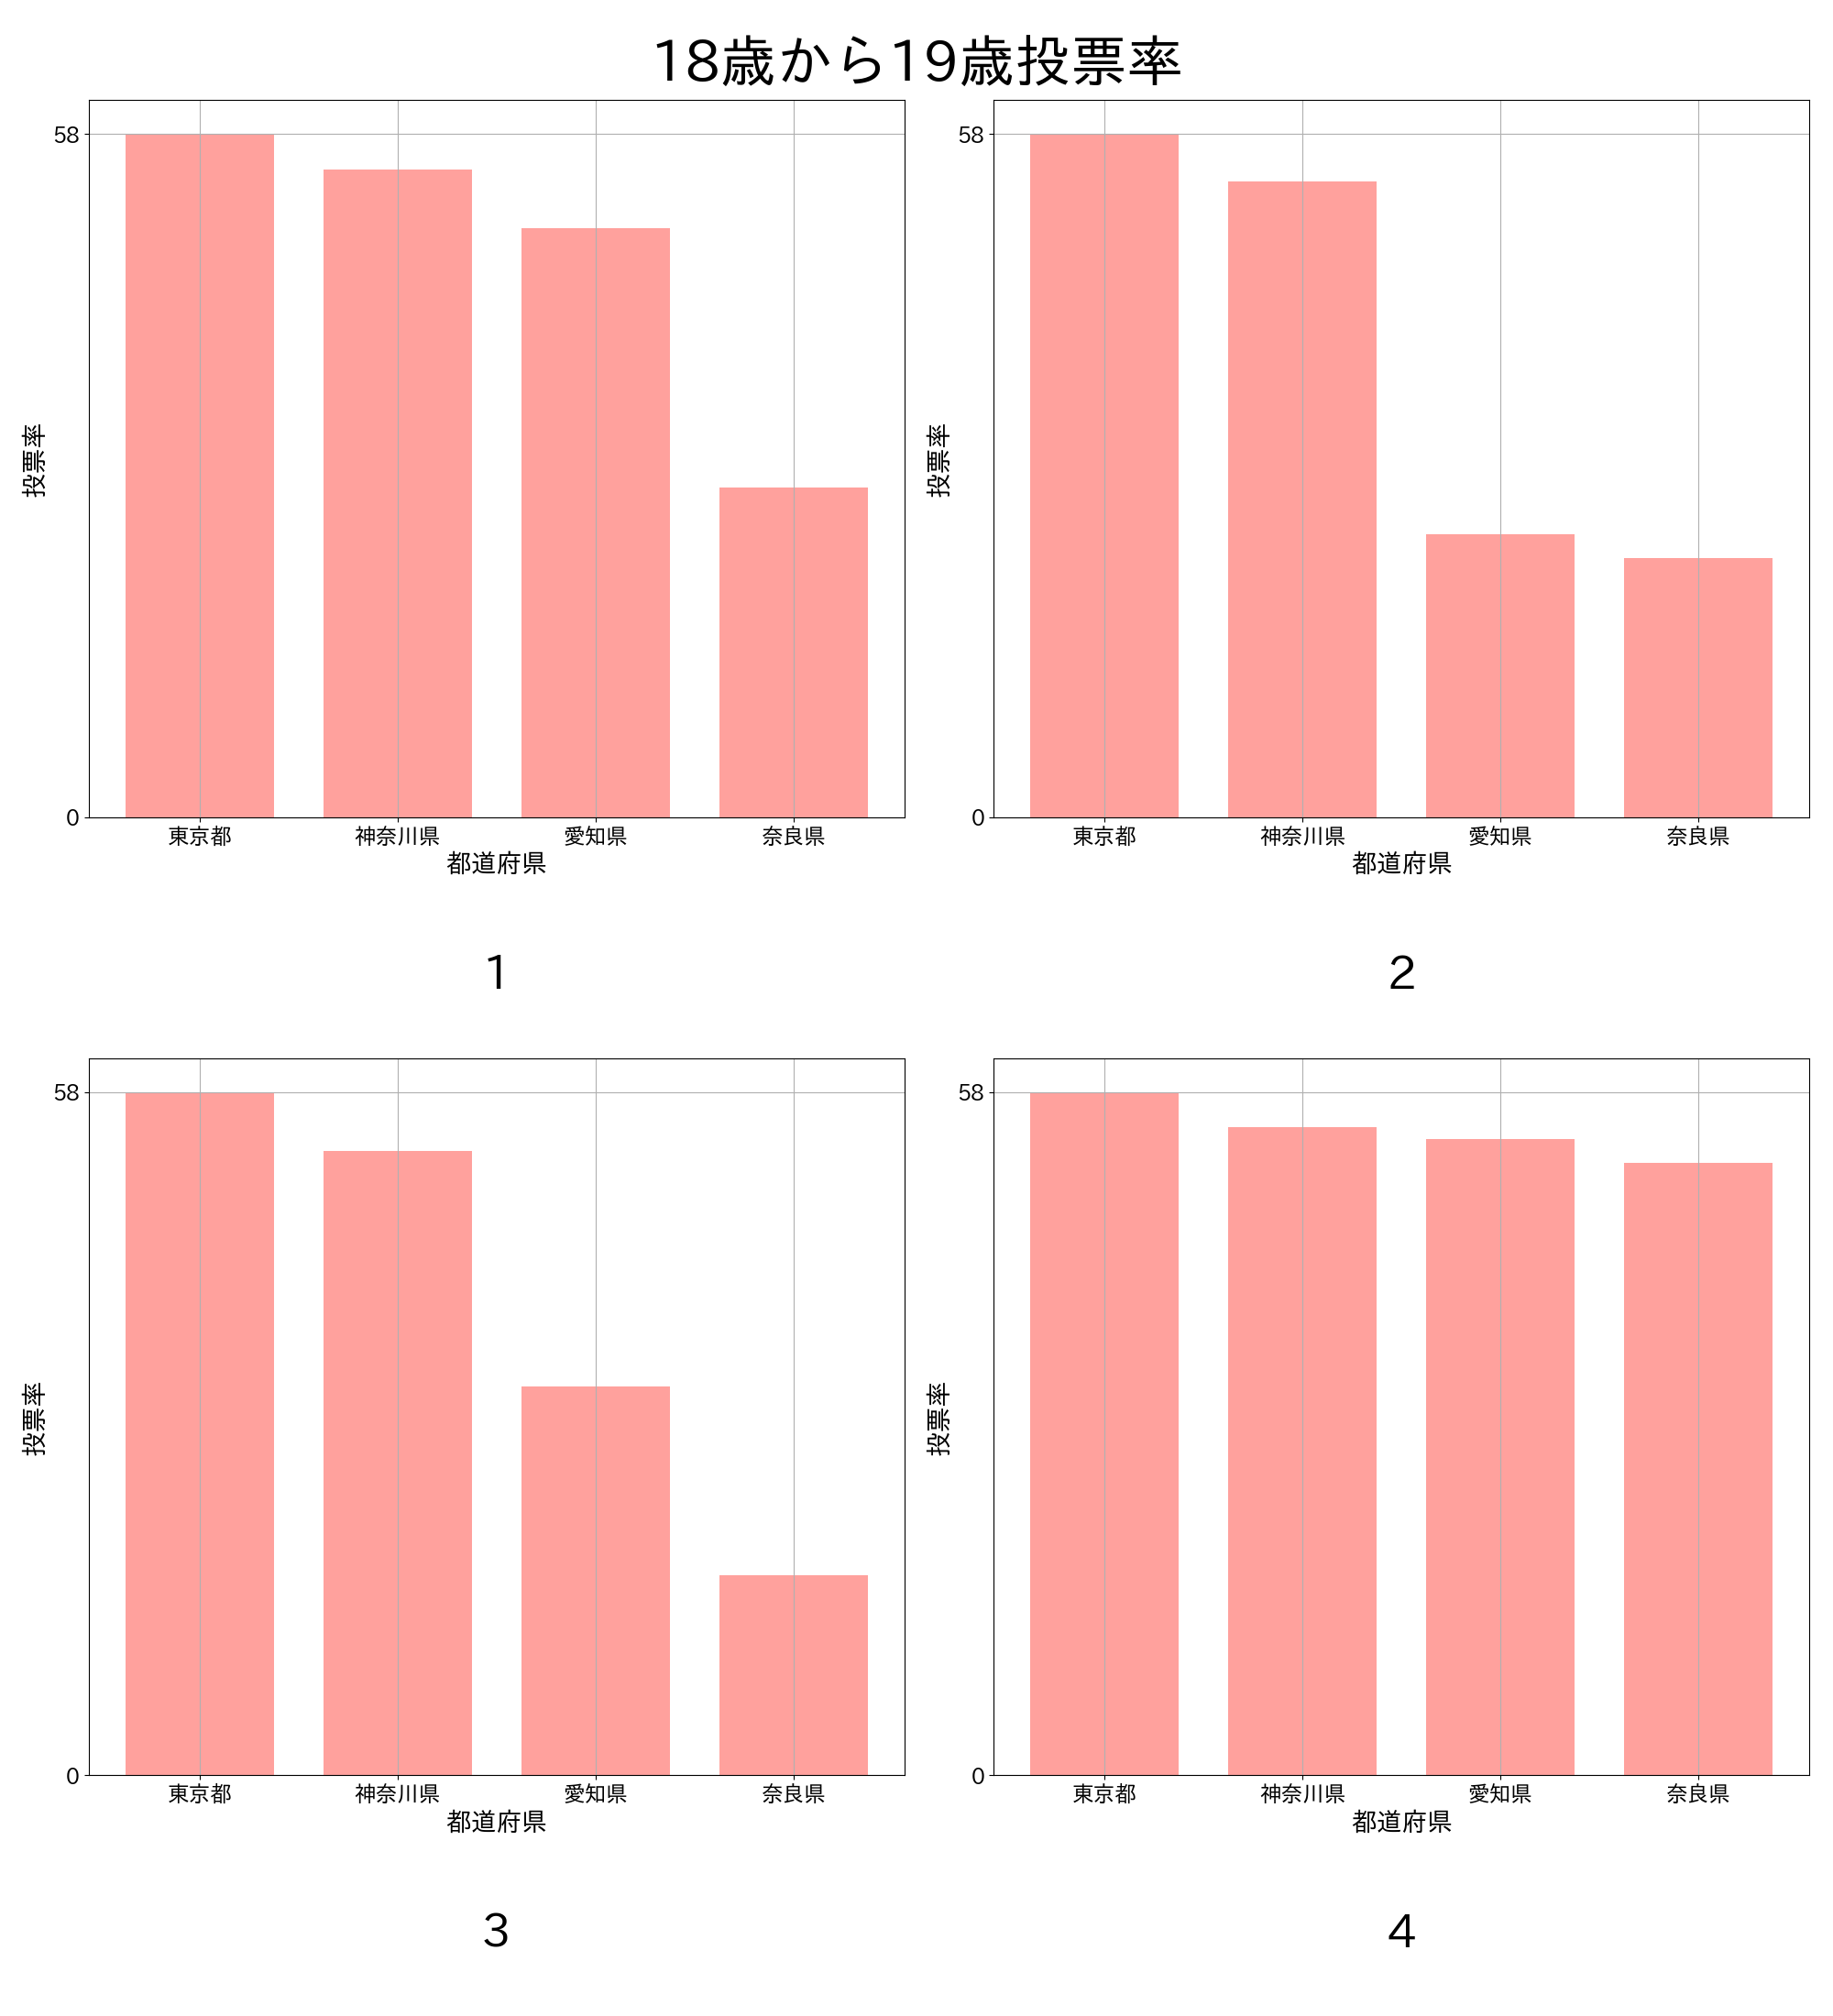 18歳から19歳投票率
58
0
投票率
東京都 神奈川県 愛知県 奈良県
都道府県
1
58
0
投票率
東京都 神奈川県 愛知県 奈良県
都道府県
2
58
0
投票率
東京都 神奈川県 愛知県 奈良県
都道府県
3
58
0
投票率
東京都 神奈川県 愛知県 奈良県
都道府県
4